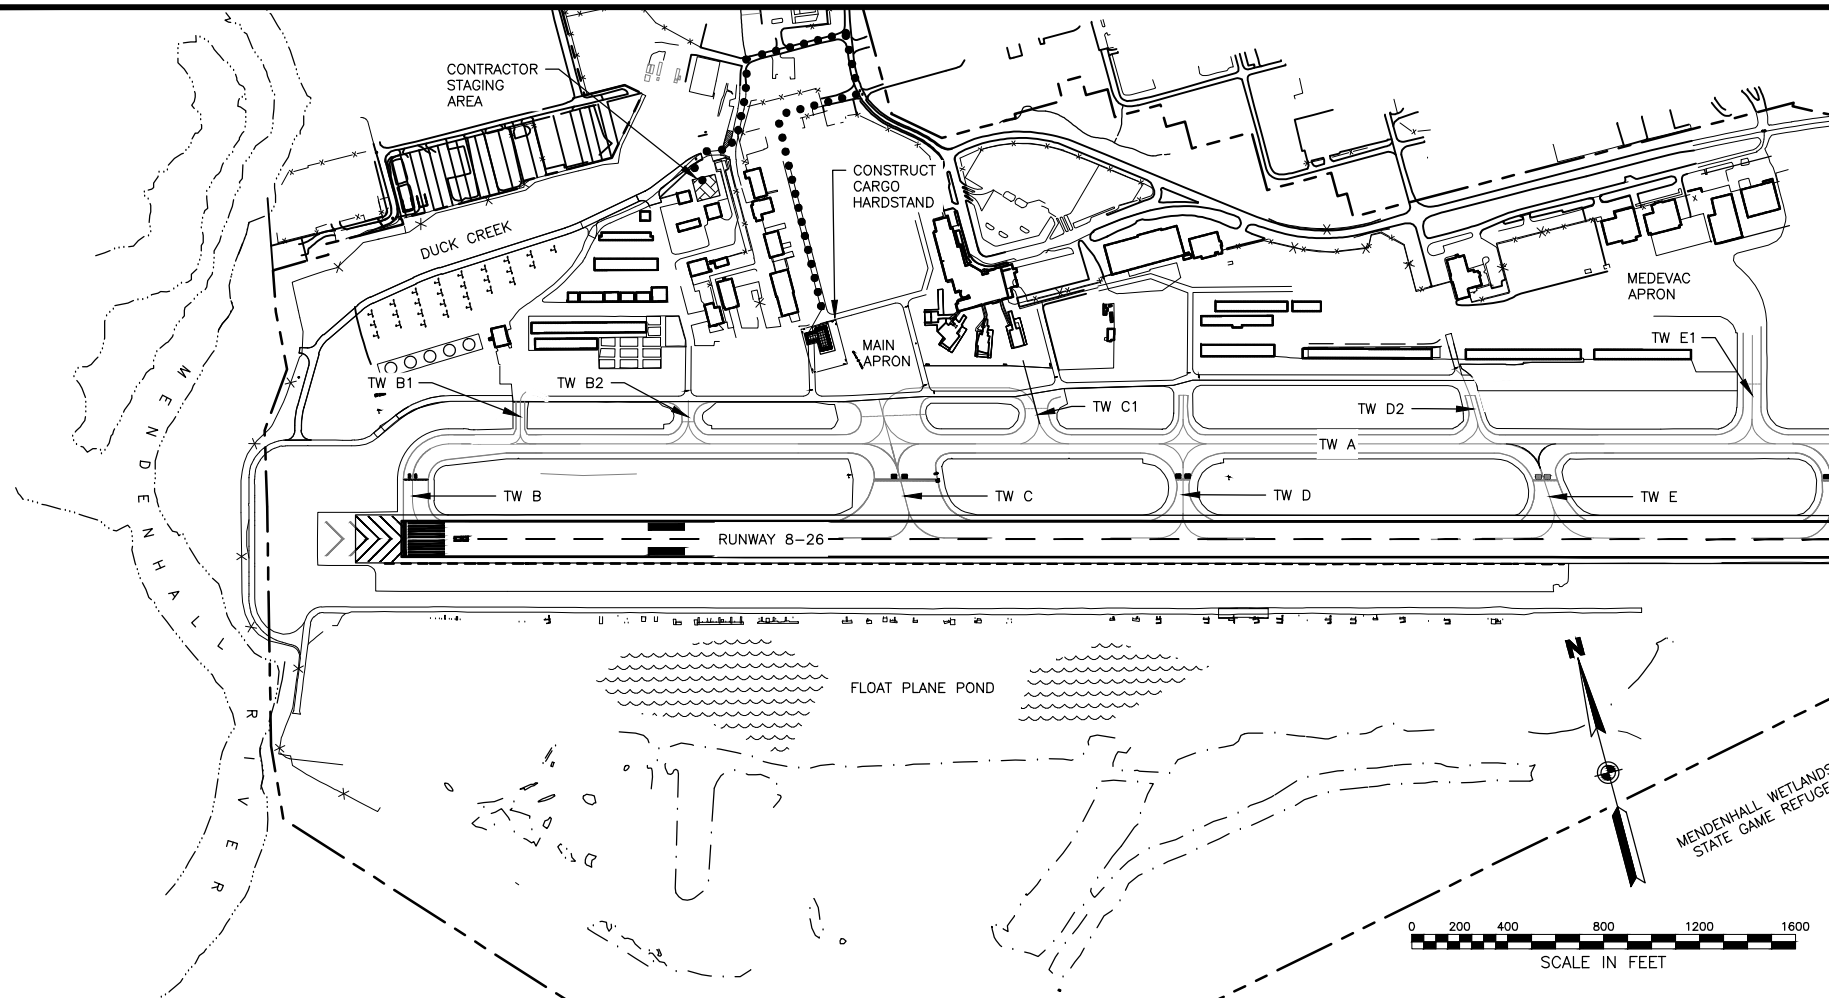 CONTRACTOR
STAGING
AREA
CONSTRUCT
CARGO
HARDSTAND
DUCK CREEK
MEDEVAC
APRON
MAIN
APRON
TW E1
TW B1
TW B2
TW C1
TW D2
TW A
TW B
TW C
TW D
TW E
RUNWAY 8-26
MENDENHALL RIVER
FLOAT PLANE POND
N
MENDENHALL WETLANDS
STATE GAME REFUGE
0 200 400 800 1200 1600
SCALE IN FEET